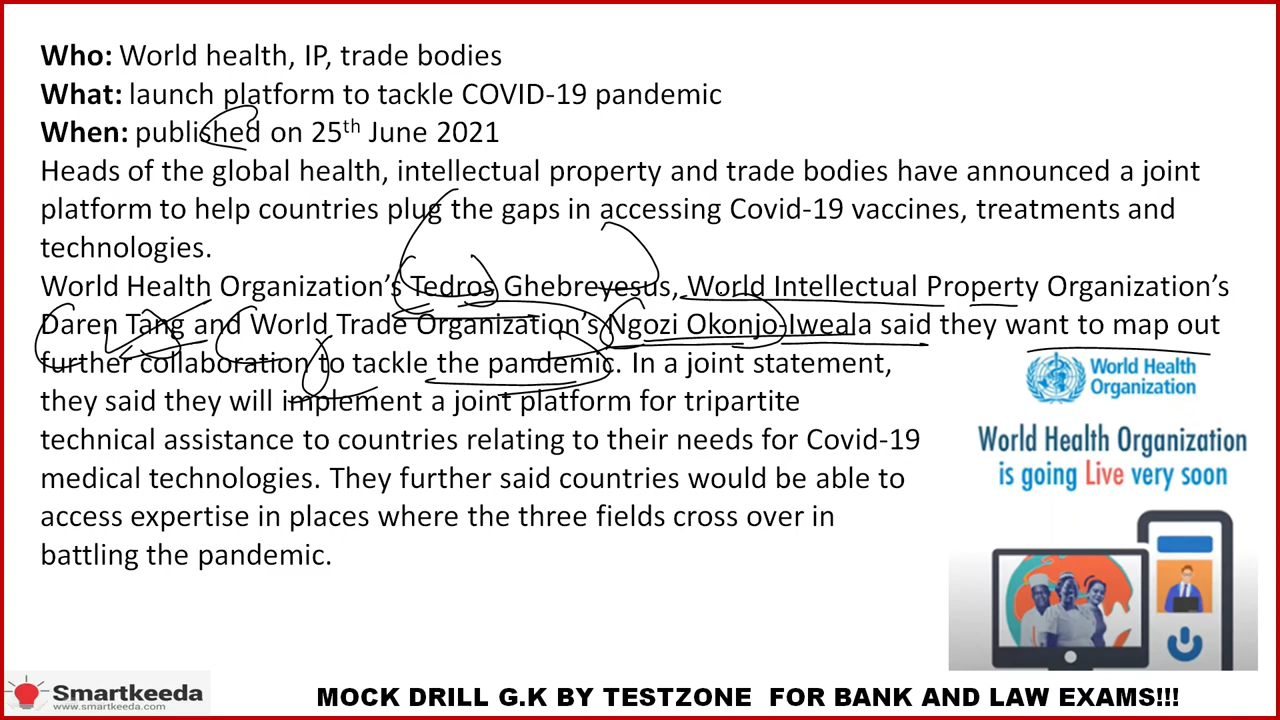 Who: World health, IP, trade bodies
What: launch platform to tackle COVID-19 pandemic
When: published on 25th June 2021
Heads of the global health, intellectual property and trade bodies have announced a joint
platform to help countries plug the gaps in accessing Covid-19 vaccines, treatments and
technologies.
World Health Organization's Tedros Ghebreyesus, World Intellectual Property Organization's
Daren Tang and World Trade Organization's Ngozi Okonjo-Iweala said they want to map out
further collaboration to tackle the pandemic. In a joint statement,
they said they will implement a joint platform for tripartite
technical assistance to countries relating to their needs for Covid-19
medical technologies. They further said countries would be able to
access expertise in places where the three fields cross over in
battling the pandemic.
World Health
Organization
World Health Organization
is going Live very soon
Smartkeeda
www.smartkeeda.com
MOCK DRILL G.K BY TESTZONE FOR BANK AND LAW EXAMS!!!